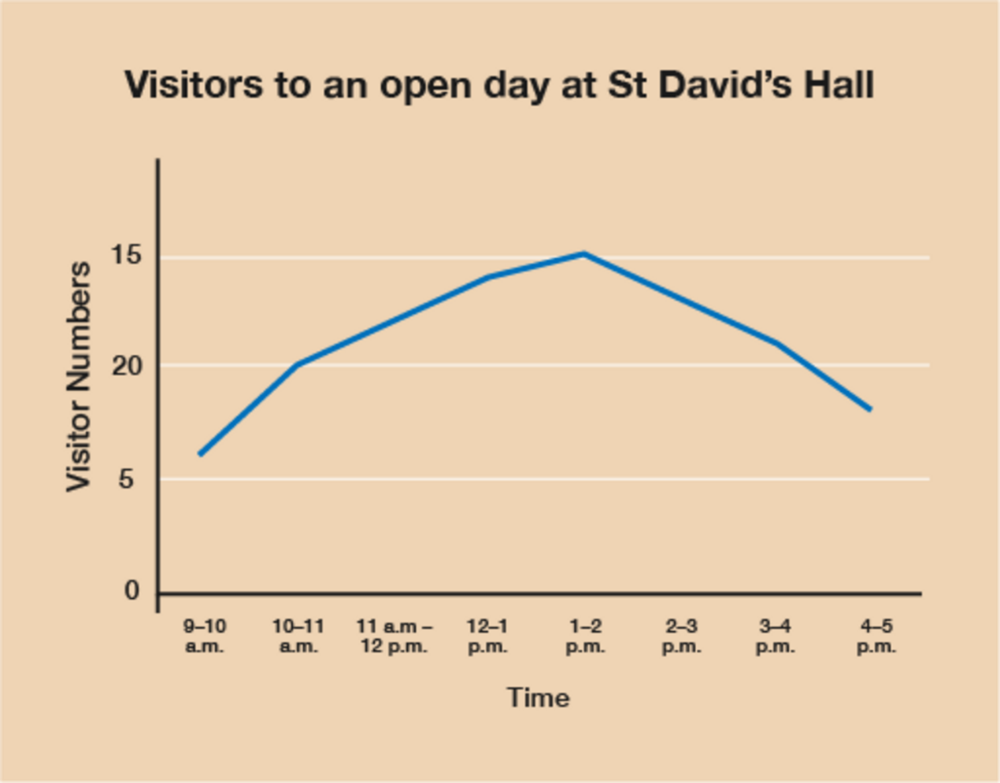 Visitors to an open day at St David’s Hall
Visitor Numbers
15
20
5
0
9–10 a.m.
10–11 a.m.
11 a.m – 12 p.m.
12–1 p.m.
1–2 p.m.
2–3 p.m.
3–4 p.m.
4–5 p.m.
Time